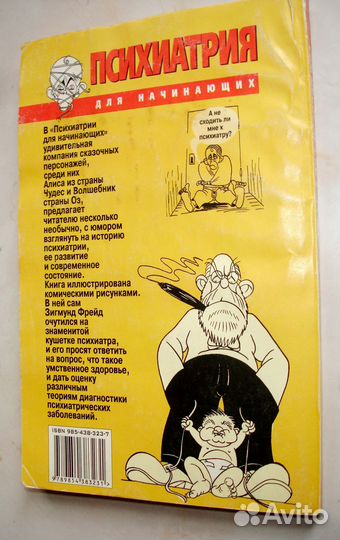 ПСИХИАТРИЯ
ДЛЯ НАЧИНАЮЩИХ
В «Психиатрии
для начинающих»
удивительная
компания сказочных
персонажей,
среди них
Алиса из страны
Чудес и Волшебник
страны Оз,
предлагает
читателю несколько
необычно, с юмором
взглянуть на историю
психиатрии,
ее развитие
и современное
состояние.
Книга иллюстрирована
комическими рисунками.
В ней сам
Зигмунд Фрейд
очутился на
знаменитой
кушетке психиатра,
и его просят ответить
на вопрос, что такое
умственное здоровье,
и дать оценку
различным
теориям диагностики
психиатрических
заболеваний.
А не
сходить ли
мне к
психиатру?
ISBN 985-438-323-7
9 789854 383231 >
Avito